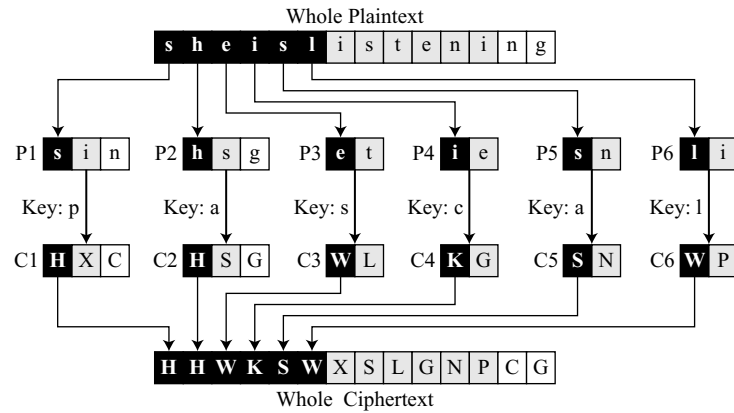 Whole Plaintext
s h e i s l i s t e n i n g
P1 s i n P2 h s g P3 e t P4 i e P5 s n P6 l i
Key: p Key: a Key: s Key: c Key: a Key: l
C1 H X C C2 H S G C3 W L C4 K G C5 S N C6 W P
H H W K S W X S L G N P C G
Whole Ciphertext